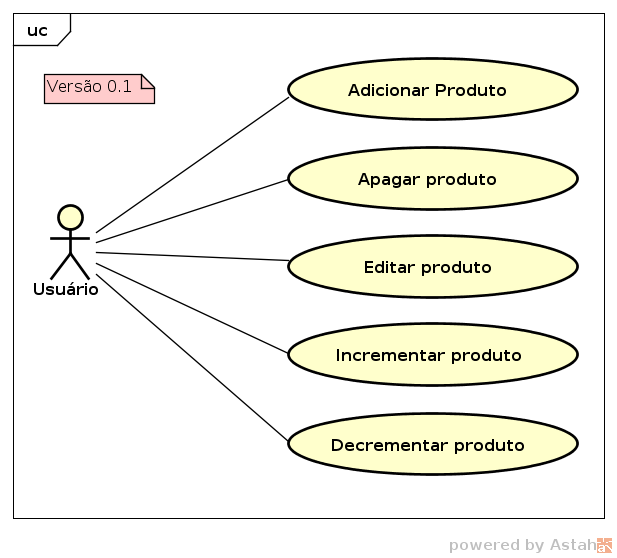 uc
Versão 0.1
Adicionar Produto
Apagar produto
Editar produto
Usuário
Incrementar produto
Decrementar produto
powered by Astah